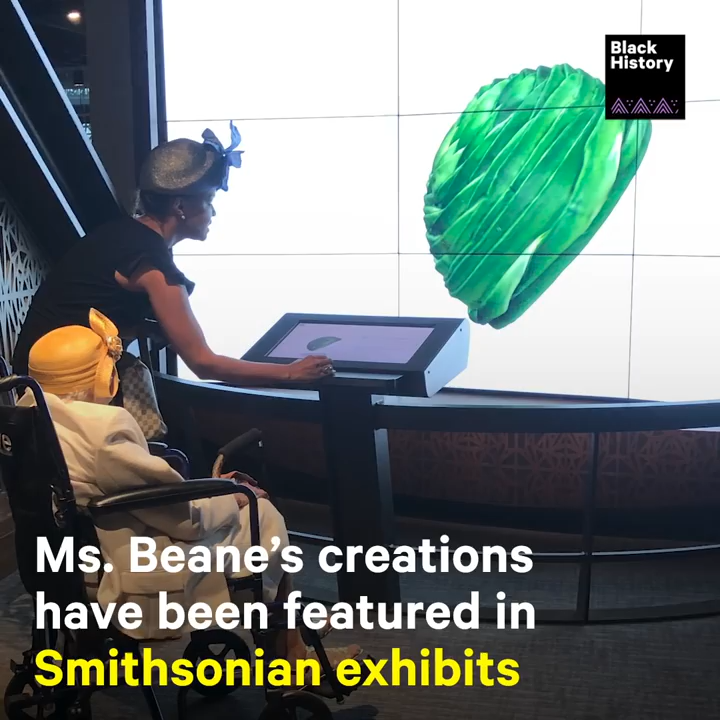 Black
History
Ms. Beane's creations
have been featured in
Smithsonian exhibits